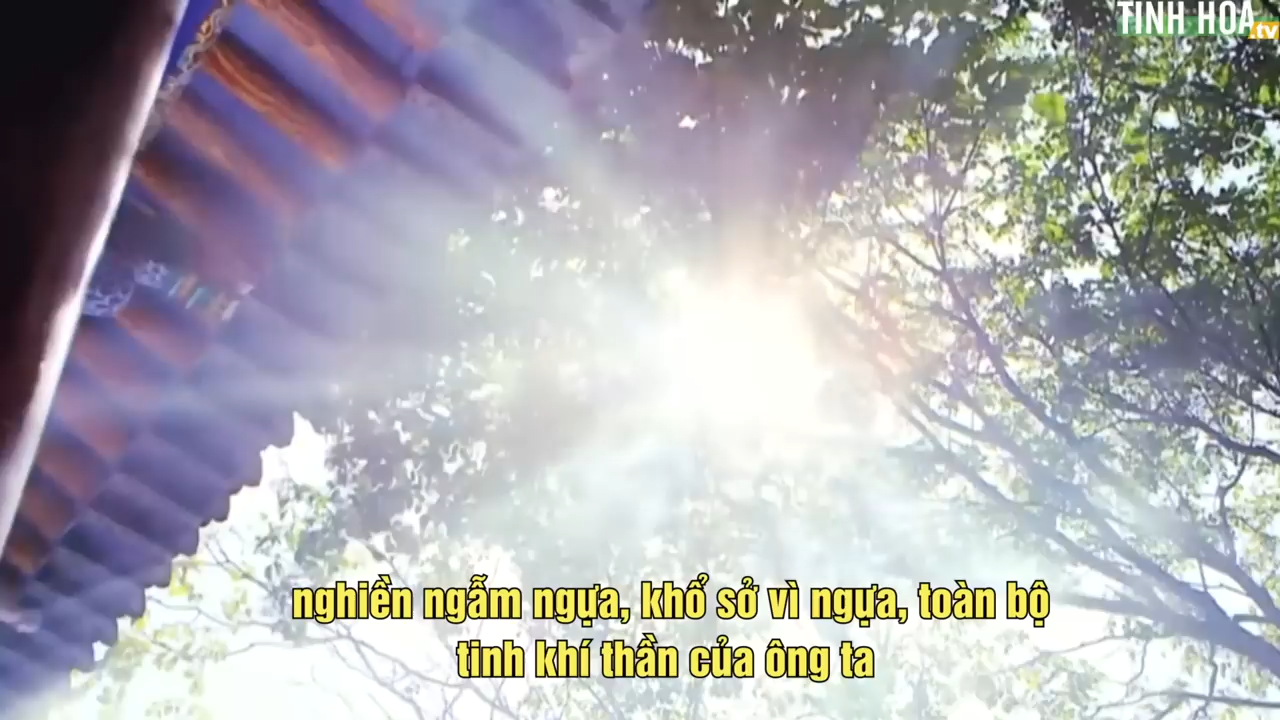 TINH HOA
.tv
nghiền ngẫm ngựa, khổ sở vì ngựa, toàn bộ
tinh khí thần của ông ta